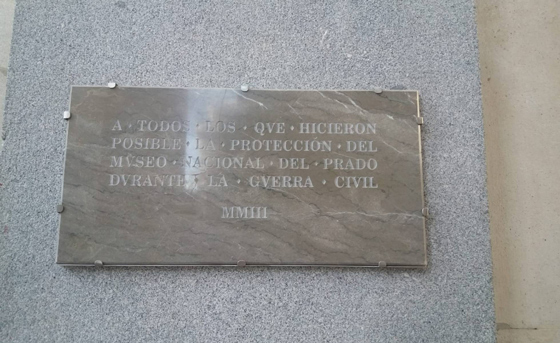 A · TODOS · LOS · QVE · HICIERON
POSIBLE · LA · PROTECCIÓN · DEL
MVSEO · NACIONAL · DEL · PRADO
DVRANTE · LA · GVERRA · CIVIL
MMIII